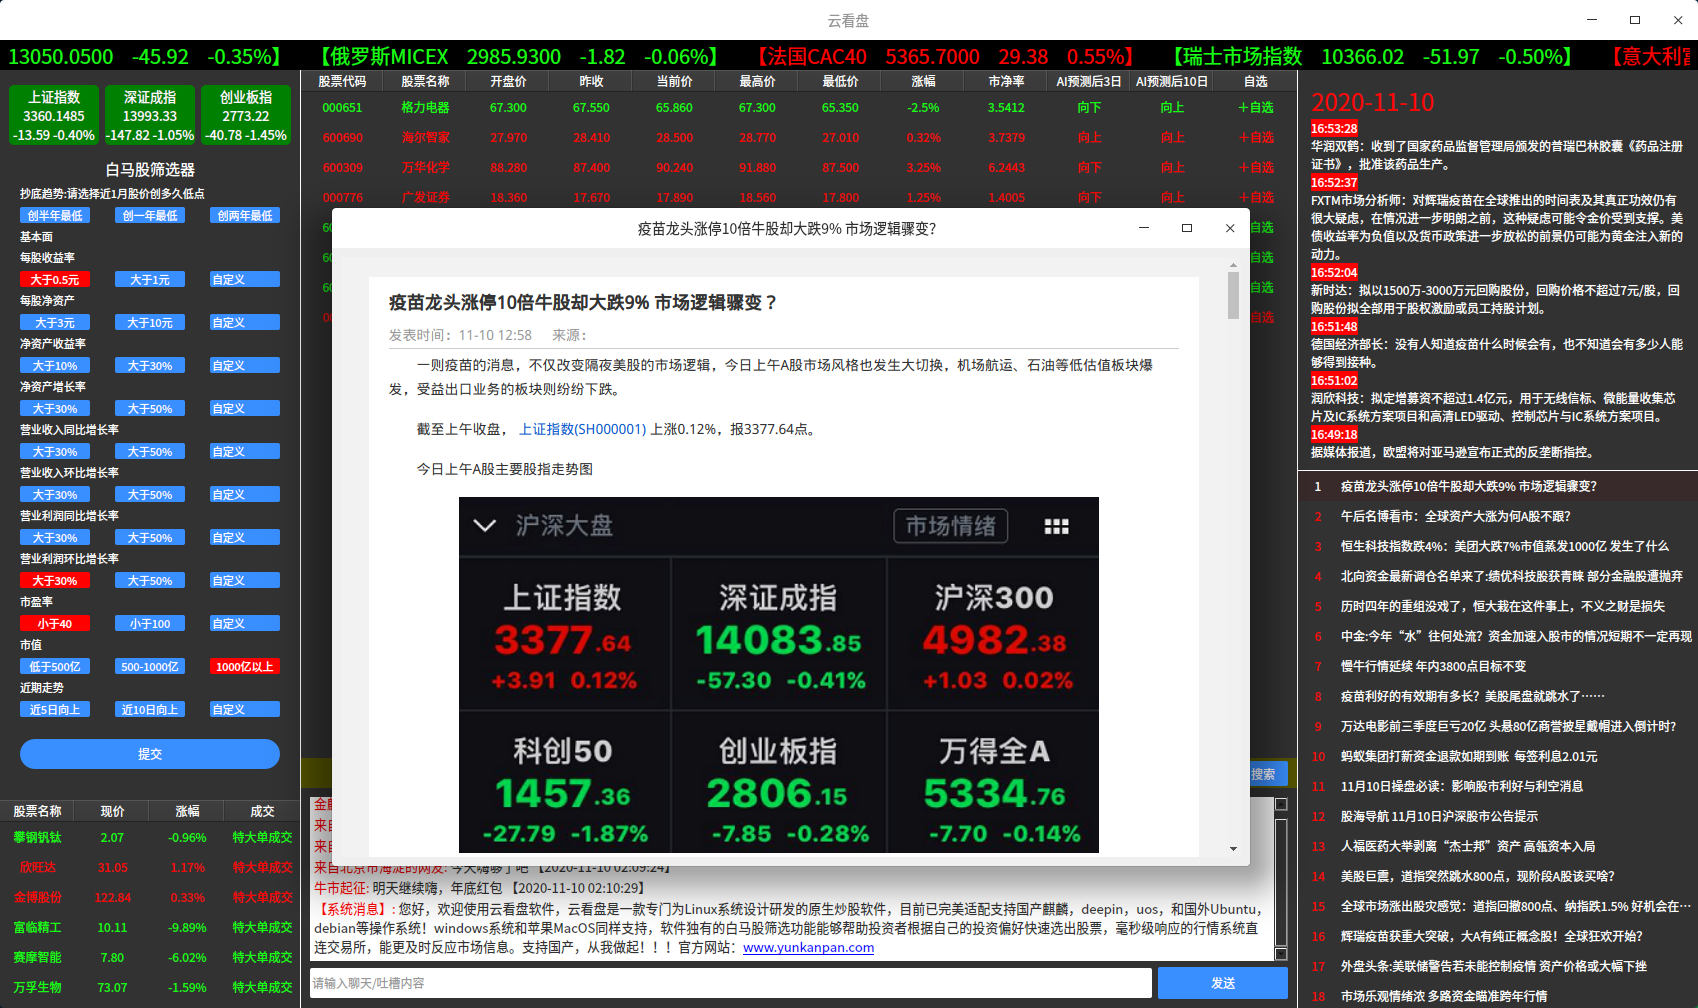 云看盘
13050.0500 -45.92 -0.35%】 【俄罗斯MICEX 2985.9300 -1.82 -0.06%】 【法国CAC40 5365.7000 29.38 0.55%】 【瑞士市场指数 10366.02 -51.97 -0.50%】 【意大利富
上证指数 深证成指 创业板指
3360.1485 13993.33 2773.22
-13.59 -0.40% -147.82 -1.05% -40.78 -1.45%
白马股筛选器
抄底趋势:请选择近1月股价创多久低点
创半年最低 创一年最低 创两年最低
基本面
每股收益率
大于0.5元 大于1元 自定义
每股净资产
大于3元 大于10元 自定义
净资产收益率
大于10% 大于30% 自定义
净资产增长率
大于30% 大于50% 自定义
营业收入同比增长率
大于30% 大于50% 自定义
营业收入环比增长率
大于30% 大于50% 自定义
营业利润同比增长率
大于30% 大于50% 自定义
营业利润环比增长率
大于30% 大于50% 自定义
市盈率
小于40 小于100 自定义
市值
低于500亿 500-1000亿 1000亿以上
近期走势
近5日向上 近10日向上 自定义
提交
股票名称 现价 涨幅 成交
攀钢钒钛 2.07 -0.96% 特大单成交
欣旺达 31.05 1.17% 特大单成交
金博股份 122.84 0.33% 特大单成交
富临精工 10.11 -9.89% 特大单成交
赛摩智能 7.80 -6.02% 特大单成交
万孚生物 73.07 -1.59% 特大单成交
股票代码 股票名称 开盘价 昨收 当前价 最高价 最低价 涨幅 市净率 AI预测后3日 AI预测后10日 自选
000651 格力电器 67.300 67.550 65.860 67.300 65.350 -2.5% 3.5412 向下 向上 ＋自选
600690 海尔智家 27.970 28.410 28.500 28.770 27.010 0.32% 3.7379 向上 向上 ＋自选
600309 万华化学 88.280 87.400 90.240 91.880 87.500 3.25% 6.2443 向下 向上 ＋自选
000776 广发证券 18.360 17.670 17.890 18.560 17.800 1.25% 1.4005 向下 向上 ＋自选
60 自选
60 自选
60 自选
00 自选
疫苗龙头涨停10倍牛股却大跌9% 市场逻辑骤变?
疫苗龙头涨停10倍牛股却大跌9% 市场逻辑骤变？
发表时间：11-10 12:58 来源：
一则疫苗的消息，不仅改变隔夜美股的市场逻辑，今日上午A股市场风格也发生大切换，机场航运、石油等低估值板块爆
发，受益出口业务的板块则纷纷下跌。
截至上午收盘， 上证指数(SH000001) 上涨0.12%，报3377.64点。
今日上午A股主要股指走势图
沪深大盘 市场情绪
上证指数 深证成指 沪深300
3377.64 14083.85 4982.38
+3.91 0.12% -57.30 -0.41% +1.03 0.02%
科创50 创业板指 万得全A
1457.36 2806.15 5334.76
-27.79 -1.87% -7.85 -0.28% -7.70 -0.14%
搜索
来自北京市海淀的网友: 今天嗨够了吧 【2020-11-10 02:09:24】
牛市起征: 明天继续嗨，年底红包 【2020-11-10 02:10:29】
【系统消息】: 您好，欢迎使用云看盘软件，云看盘是一款专门为Linux系统设计研发的原生炒股软件，目前已完美适配支持国产麒麟，deepin，uos，和国外Ubuntu，
debian等操作系统！windows系统和苹果MacOS同样支持，软件独有的白马股筛选功能能够帮助投资者根据自己的投资偏好快速选出股票，毫秒级响应的行情系统直
连交易所，能更及时反应市场信息。支持国产，从我做起！！！官方网站：www.yunkanpan.com
请输入聊天/吐槽内容 发送
2020-11-10
16:53:28
华润双鹤：收到了国家药品监督管理局颁发的普瑞巴林胶囊《药品注册
证书》，批准该药品生产。
16:52:37
FXTM市场分析师：对辉瑞疫苗在全球推出的时间表及其真正功效仍有
很大疑虑，在情况进一步明朗之前，这种疑虑可能令金价受到支撑。美
债收益率为负值以及货币政策进一步放松的前景仍可能为黄金注入新的
动力。
16:52:04
新时达：拟以1500万-3000万元回购股份，回购价格不超过7元/股，回
购股份拟全部用于股权激励或员工持股计划。
16:51:48
德国经济部长：没有人知道疫苗什么时候会有，也不知道会有多少人能
够得到接种。
16:51:02
润欣科技：拟定增募资不超过1.4亿元，用于无线信标、微能量收集芯
片及IC系统方案项目和高清LED驱动、控制芯片与IC系统方案项目。
16:49:18
据媒体报道，欧盟将对亚马逊宣布正式的反垄断指控。
1 疫苗龙头涨停10倍牛股却大跌9% 市场逻辑骤变?
2 午后名博看市：全球资产大涨为何A股不跟?
3 恒生科技指数跌4%：美团大跌7%市值蒸发1000亿 发生了什么
4 北向资金最新调仓名单来了:绩优科技股获青睐 部分金融股遭抛弃
5 历时四年的重组没戏了，恒大栽在这件事上，不义之财是损失
6 中金:今年“水”往何处流？资金加速入股市的情况短期不一定再现
7 慢牛行情延续 年内3800点目标不变
8 疫苗利好的有效期有多长？美股尾盘就跳水了……
9 万达电影前三季度巨亏20亿 头悬80亿商誉披星戴帽进入倒计时?
10 蚂蚁集团打新资金退款如期到账 每签利息2.01元
11 11月10日操盘必读：影响股市利好与利空消息
12 股海导航 11月10日沪深股市公告提示
13 人福医药大举剥离“杰士邦”资产 高瓴资本入局
14 美股巨震，道指突然跳水800点，现阶段A股该买啥?
15 全球市场涨出股灾感觉：道指回撤800点、纳指跌1.5% 好机会在…
16 辉瑞疫苗获重大突破，大A有纯正概念股！全球狂欢开始?
17 外盘头条:美联储警告若未能控制疫情 资产价格或大幅下挫
18 市场乐观情绪浓 多路资金瞄准跨年行情